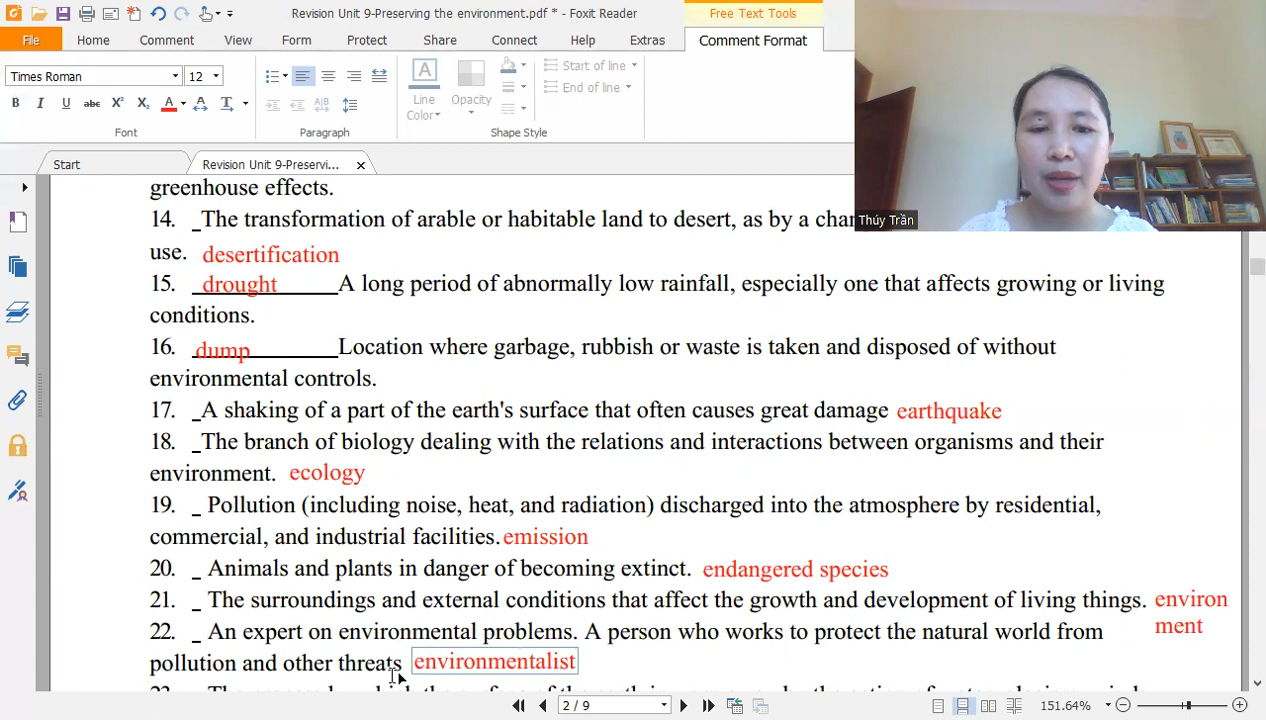 Revision Unit 9-Preserving the environment.pdf * - Foxit Reader
Free Text Tools
File Home Comment View Form Protect Share Connect Help Extras Comment Format
Times Roman 12
Start of line
End of line
B I U abc X² X₂ A A T
Line Color
Opacity
Font Paragraph Shape Style
Start Revision Unit 9-Preservi...
Thúy Trần
greenhouse effects.
14. _The transformation of arable or habitable land to desert, as by a cha
use. desertification
15. drought A long period of abnormally low rainfall, especially one that affects growing or living
conditions.
16. dump Location where garbage, rubbish or waste is taken and disposed of without
environmental controls.
17. _A shaking of a part of the earth's surface that often causes great damage earthquake
18. _The branch of biology dealing with the relations and interactions between organisms and their
environment. ecology
19. _ Pollution (including noise, heat, and radiation) discharged into the atmosphere by residential,
commercial, and industrial facilities. emission
20. _ Animals and plants in danger of becoming extinct. endangered species
21. _ The surroundings and external conditions that affect the growth and development of living things. environ
ment
22. _ An expert on environmental problems. A person who works to protect the natural world from
pollution and other threats environmentalist
2 / 9
151.64%